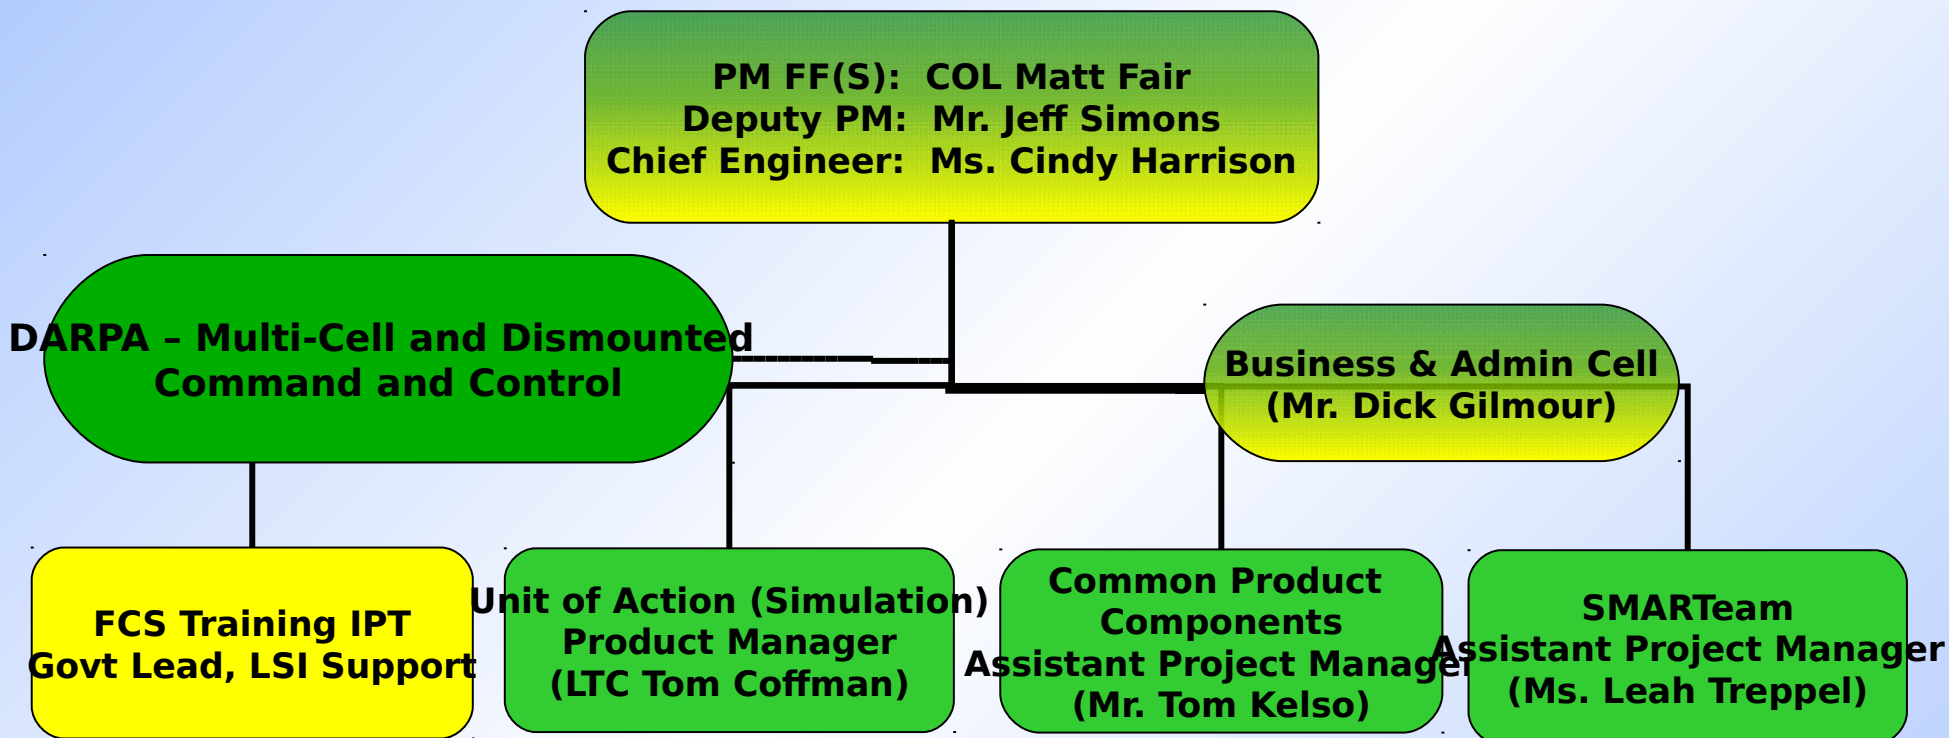 PM FF(S): COL Matt Fair
Deputy PM: Mr. Jeff Simons
Chief Engineer: Ms. Cindy Harrison
DARPA – Multi-Cell and Dismounted
Command and Control
Business & Admin Cell
(Mr. Dick Gilmour)
FCS Training IPT
Govt Lead, LSI Support
Unit of Action (Simulation)
Product Manager
(LTC Tom Coffman)
Common Product
Components
Assistant Project Manager
(Mr. Tom Kelso)
SMARTeam
Assistant Project Manager
(Ms. Leah Treppel)